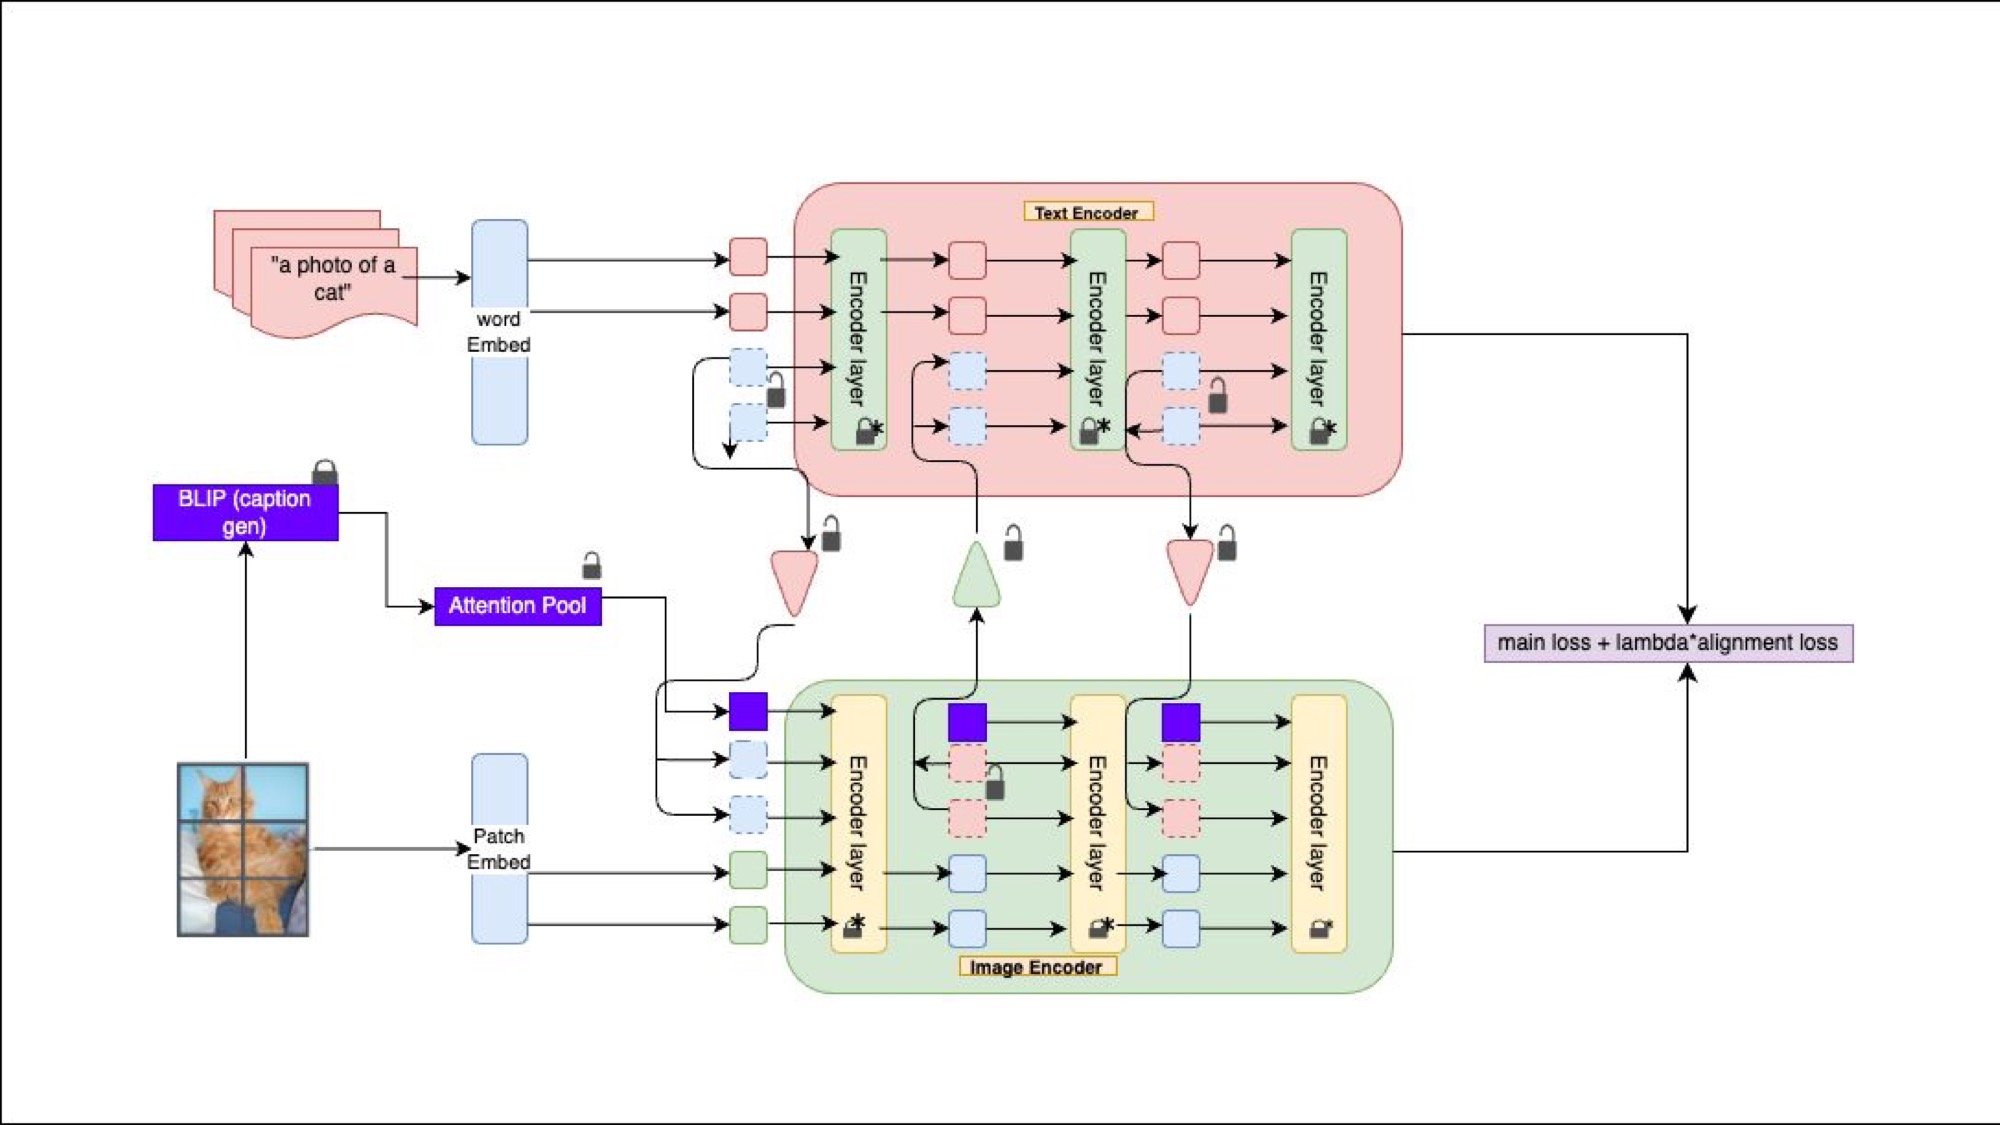 Text Encoder
"a photo of a
cat"
word
Embed
Encoder layer
Encoder layer
Encoder layer
*
*
*
BLIP (caption
gen)
Attention Pool
main loss + lambda*alignment loss
Patch
Embed
Encoder layer
Encoder layer
Encoder layer
*
*
*
Image Encoder